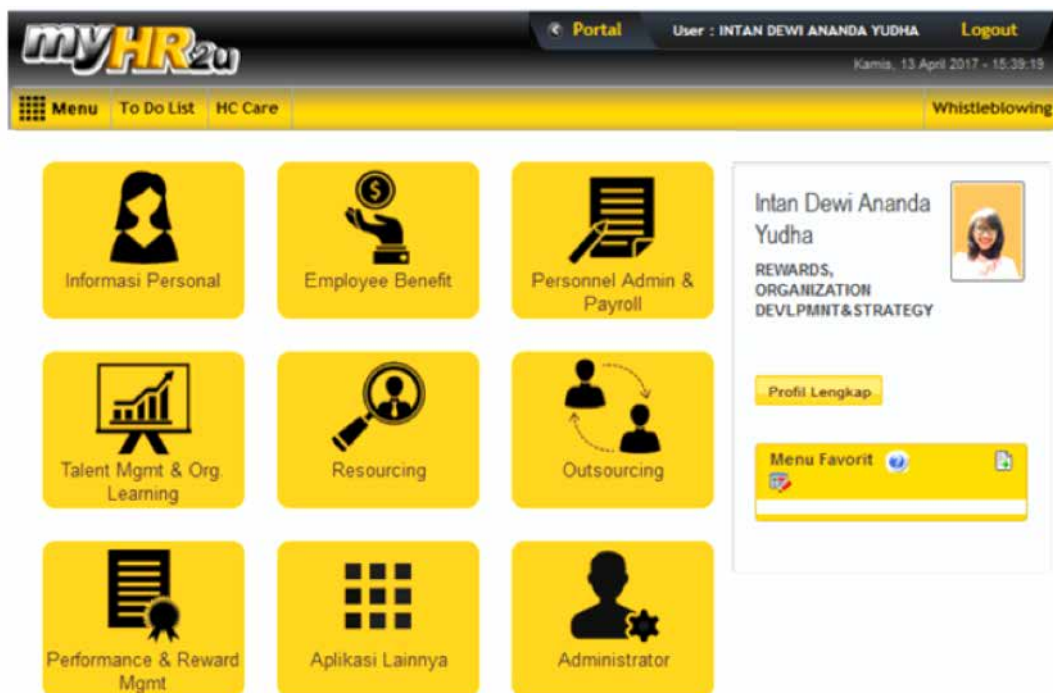 myHR2u
Portal
User : INTAN DEWI ANANDA YUDHA
Logout
Kamis, 13 April 2017 - 15:39:19
Menu
To Do List
HC Care
Whistleblowing
Informasi Personal
Employee Benefit
Personnel Admin &
Payroll
Intan Dewi Ananda
Yudha
REWARDS,
ORGANIZATION
DEVLPMNT&STRATEGY
Profil Lengkap
Talent Mgmt & Org.
Learning
Resourcing
Outsourcing
Menu Favorit
Performance & Reward
Mgmt
Aplikasi Lainnya
Administrator